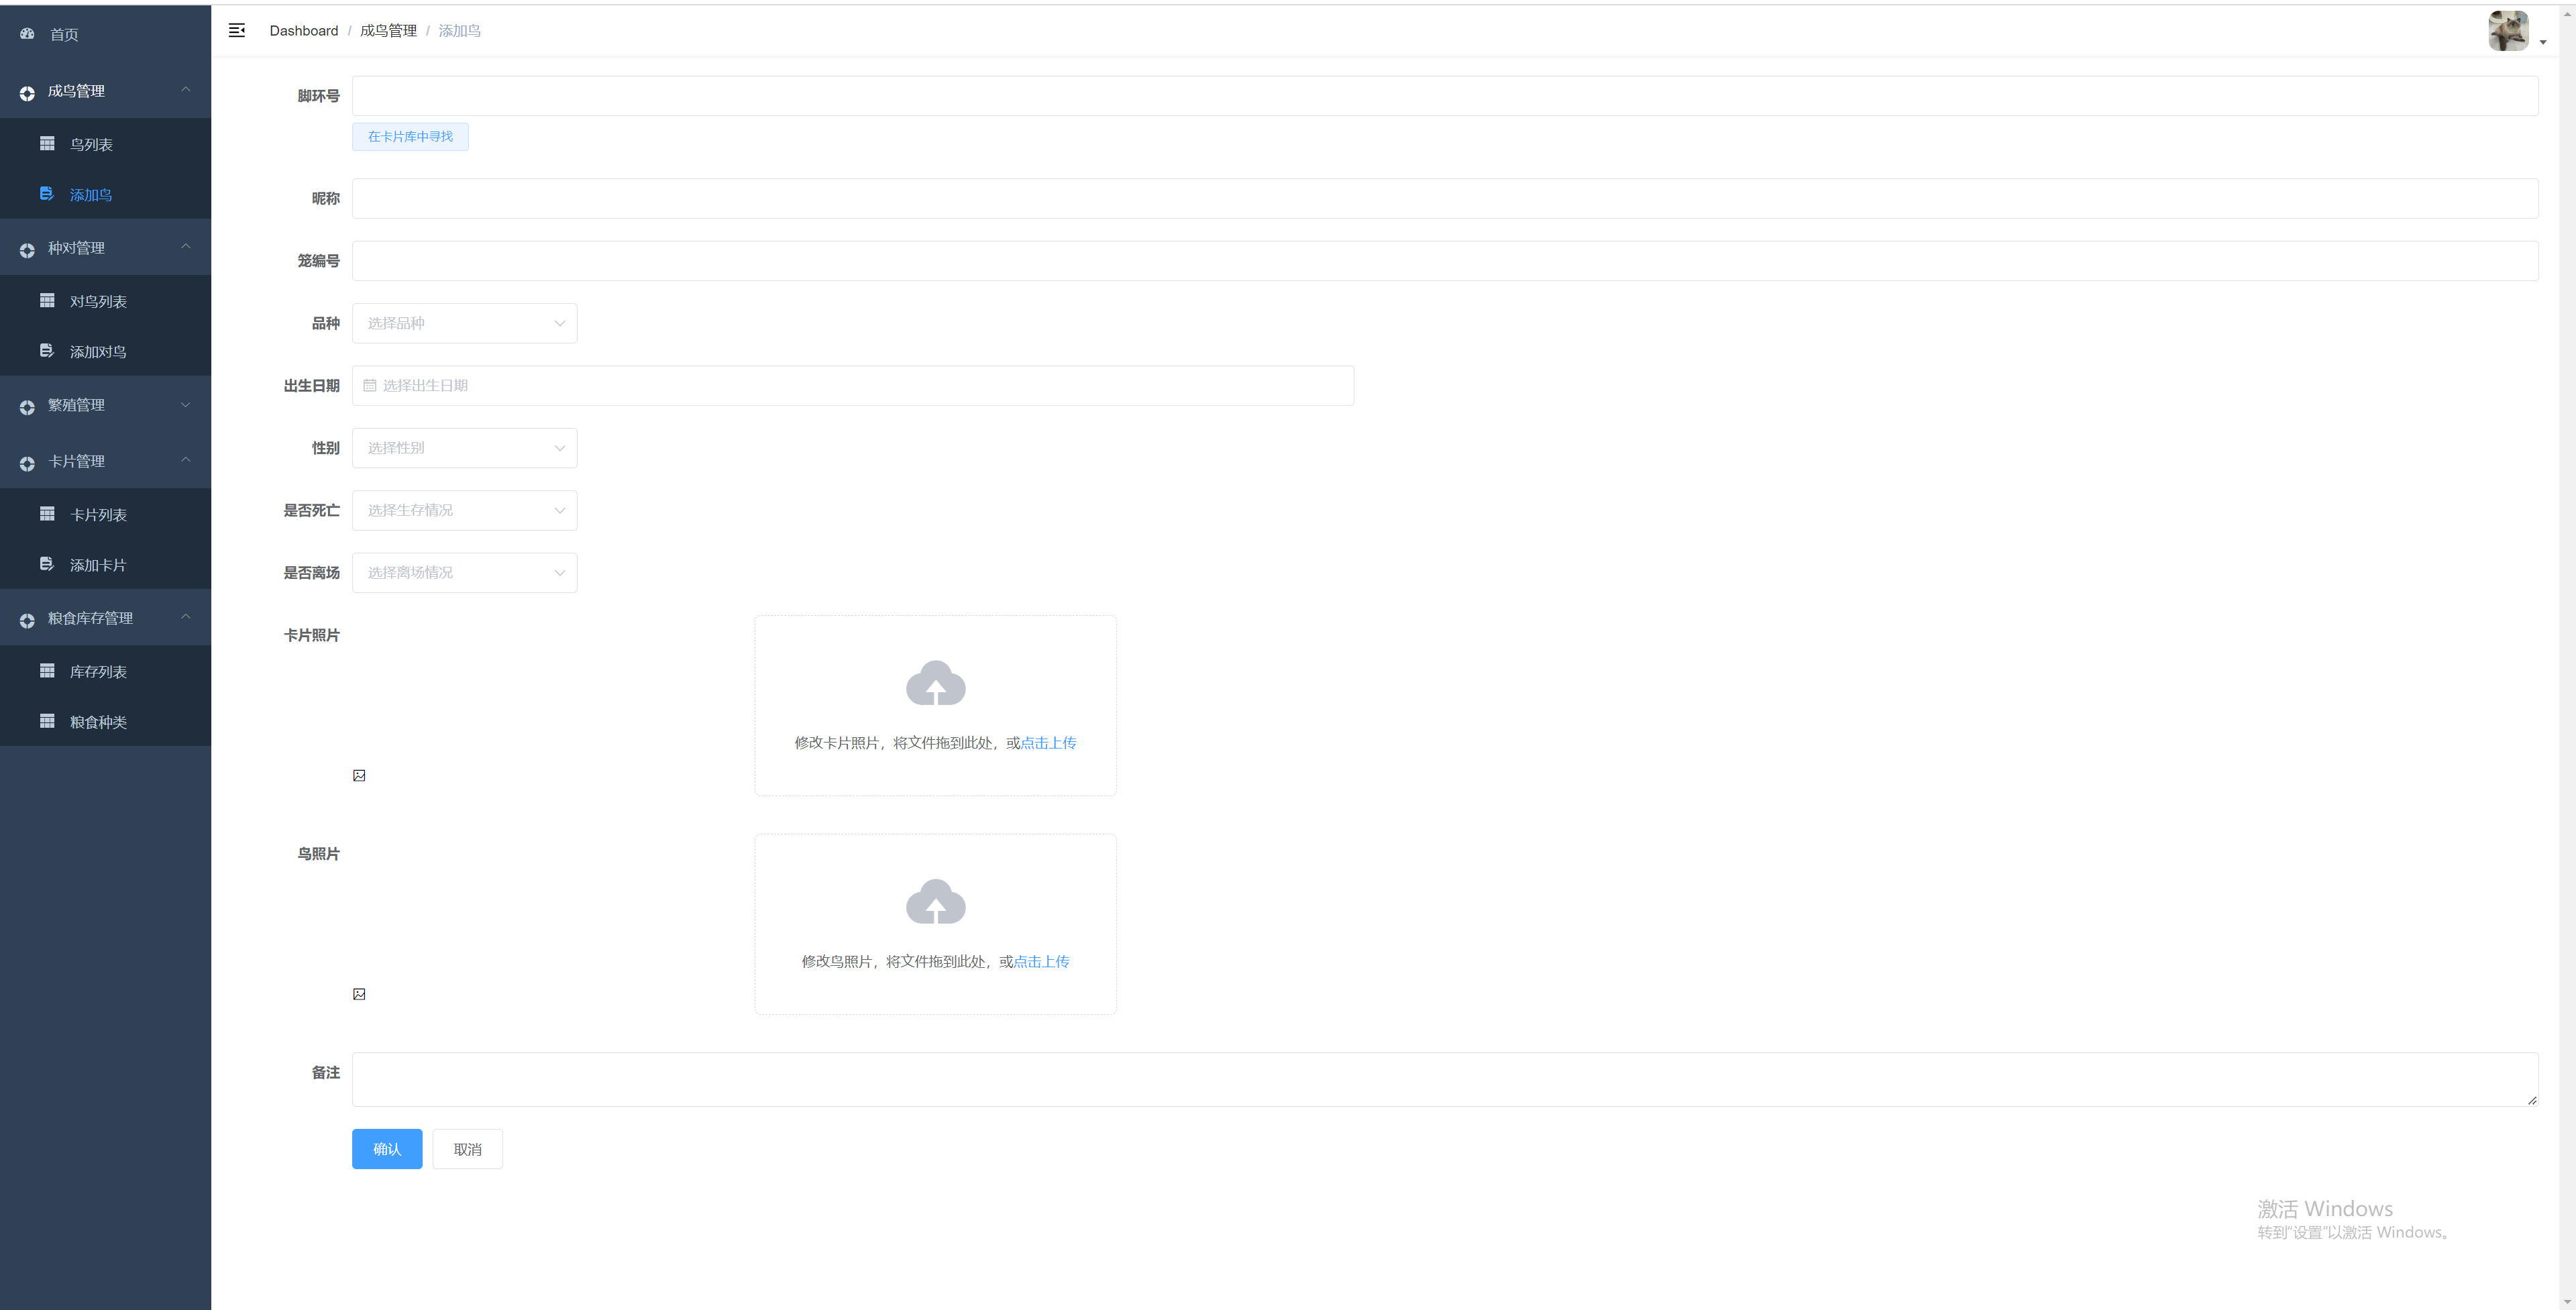 首页
成鸟管理
鸟列表
添加鸟
种对管理
对鸟列表
添加对鸟
繁殖管理
卡片管理
卡片列表
添加卡片
粮食库存管理
库存列表
粮食种类
Dashboard / 成鸟管理 / 添加鸟
脚环号
在卡片库中寻找
昵称
笼编号
品种 选择品种
出生日期 选择出生日期
性别 选择性别
是否死亡 选择生存情况
是否离场 选择离场情况
卡片照片
修改卡片照片，将文件拖到此处，或点击上传
鸟照片
修改鸟照片，将文件拖到此处，或点击上传
备注
确认 取消
激活 Windows
转到“设置”以激活 Windows。